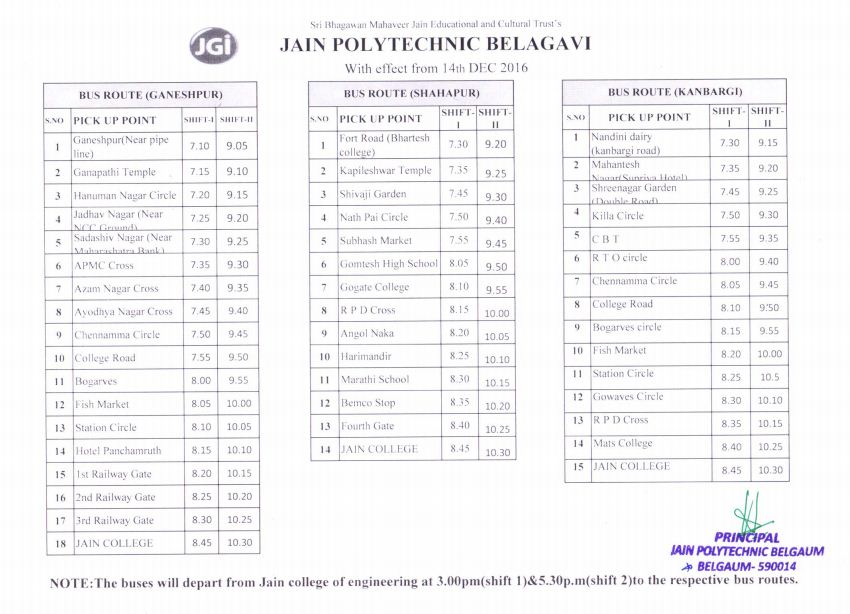 Sri Bhagawan Mahaveer Jain Educational and Cultural Trust's
JGi
JAIN POLYTECHNIC BELAGAVI
With effect from 14th DEC 2016
BUS ROUTE (GANESHPUR)
S.NO PICK UP POINT SHIFT-I SHIFT-II
1 Ganeshpur(Near pipe line) 7.10 9.05
2 Ganapathi Temple 7.15 9.10
3 Hanuman Nagar Circle 7.20 9.15
4 Jadhav Nagar (Near NCC Ground) 7.25 9.20
5 Sadashiv Nagar (Near Maharashatra Bank) 7.30 9.25
6 APMC Cross 7.35 9.30
7 Azam Nagar Cross 7.40 9.35
8 Ayodhya Nagar Cross 7.45 9.40
9 Chennamma Circle 7.50 9.45
10 College Road 7.55 9.50
11 Bogarves 8.00 9.55
12 Fish Market 8.05 10.00
13 Station Circle 8.10 10.05
14 Hotel Panchamruth 8.15 10.10
15 1st Railway Gate 8.20 10.15
16 2nd Railway Gate 8.25 10.20
17 3rd Railway Gate 8.30 10.25
18 JAIN COLLEGE 8.45 10.30
BUS ROUTE (SHAHAPUR)
S.NO PICK UP POINT SHIFT-I SHIFT-II
1 Fort Road (Bhartesh college) 7.30 9.20
2 Kapileshwar Temple 7.35 9.25
3 Shivaji Garden 7.45 9.30
4 Nath Pai Circle 7.50 9.40
5 Subhash Market 7.55 9.45
6 Gomtesh High School 8.05 9.50
7 Gogate College 8.10 9.55
8 R P D Cross 8.15 10.00
9 Angol Naka 8.20 10.05
10 Harimandir 8.25 10.10
11 Marathi School 8.30 10.15
12 Bemco Stop 8.35 10.20
13 Fourth Gate 8.40 10.25
14 JAIN COLLEGE 8.45 10.30
BUS ROUTE (KANBARGI)
S.NO PICK UP POINT SHIFT-I SHIFT-II
1 Nandini dairy (kanbargi road) 7.30 9.15
2 Mahantesh Nagar(Sunriya Hotel) 7.35 9.20
3 Shreenagar Garden (Double Road) 7.45 9.25
4 Killa Circle 7.50 9.30
5 C B T 7.55 9.35
6 R T O circle 8.00 9.40
7 Chennamma Circle 8.05 9.45
8 College Road 8.10 9.50
9 Bogarves circle 8.15 9.55
10 Fish Market 8.20 10.00
11 Station Circle 8.25 10.5
12 Gowaves Circle 8.30 10.10
13 R P D Cross 8.35 10.15
14 Mats College 8.40 10.25
15 JAIN COLLEGE 8.45 10.30
PRINCIPAL
JAIN POLYTECHNIC BELGAUM
BELGAUM- 590014
NOTE:The buses will depart from Jain college of engineering at 3.00pm(shift 1)&5.30p.m(shift 2)to the respective bus routes.